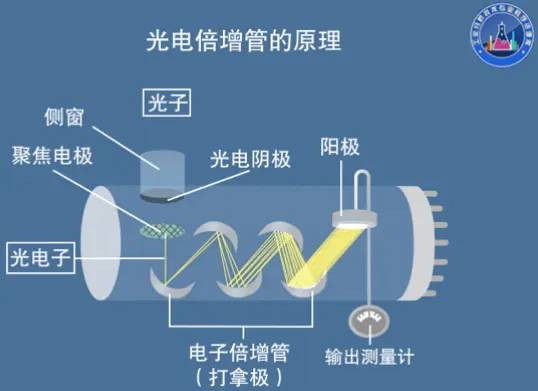 光电倍增管的原理
光子
侧窗
聚焦电极
光电阴极
阳极
光电子
电子倍增管
（打拿极）
输出测量计